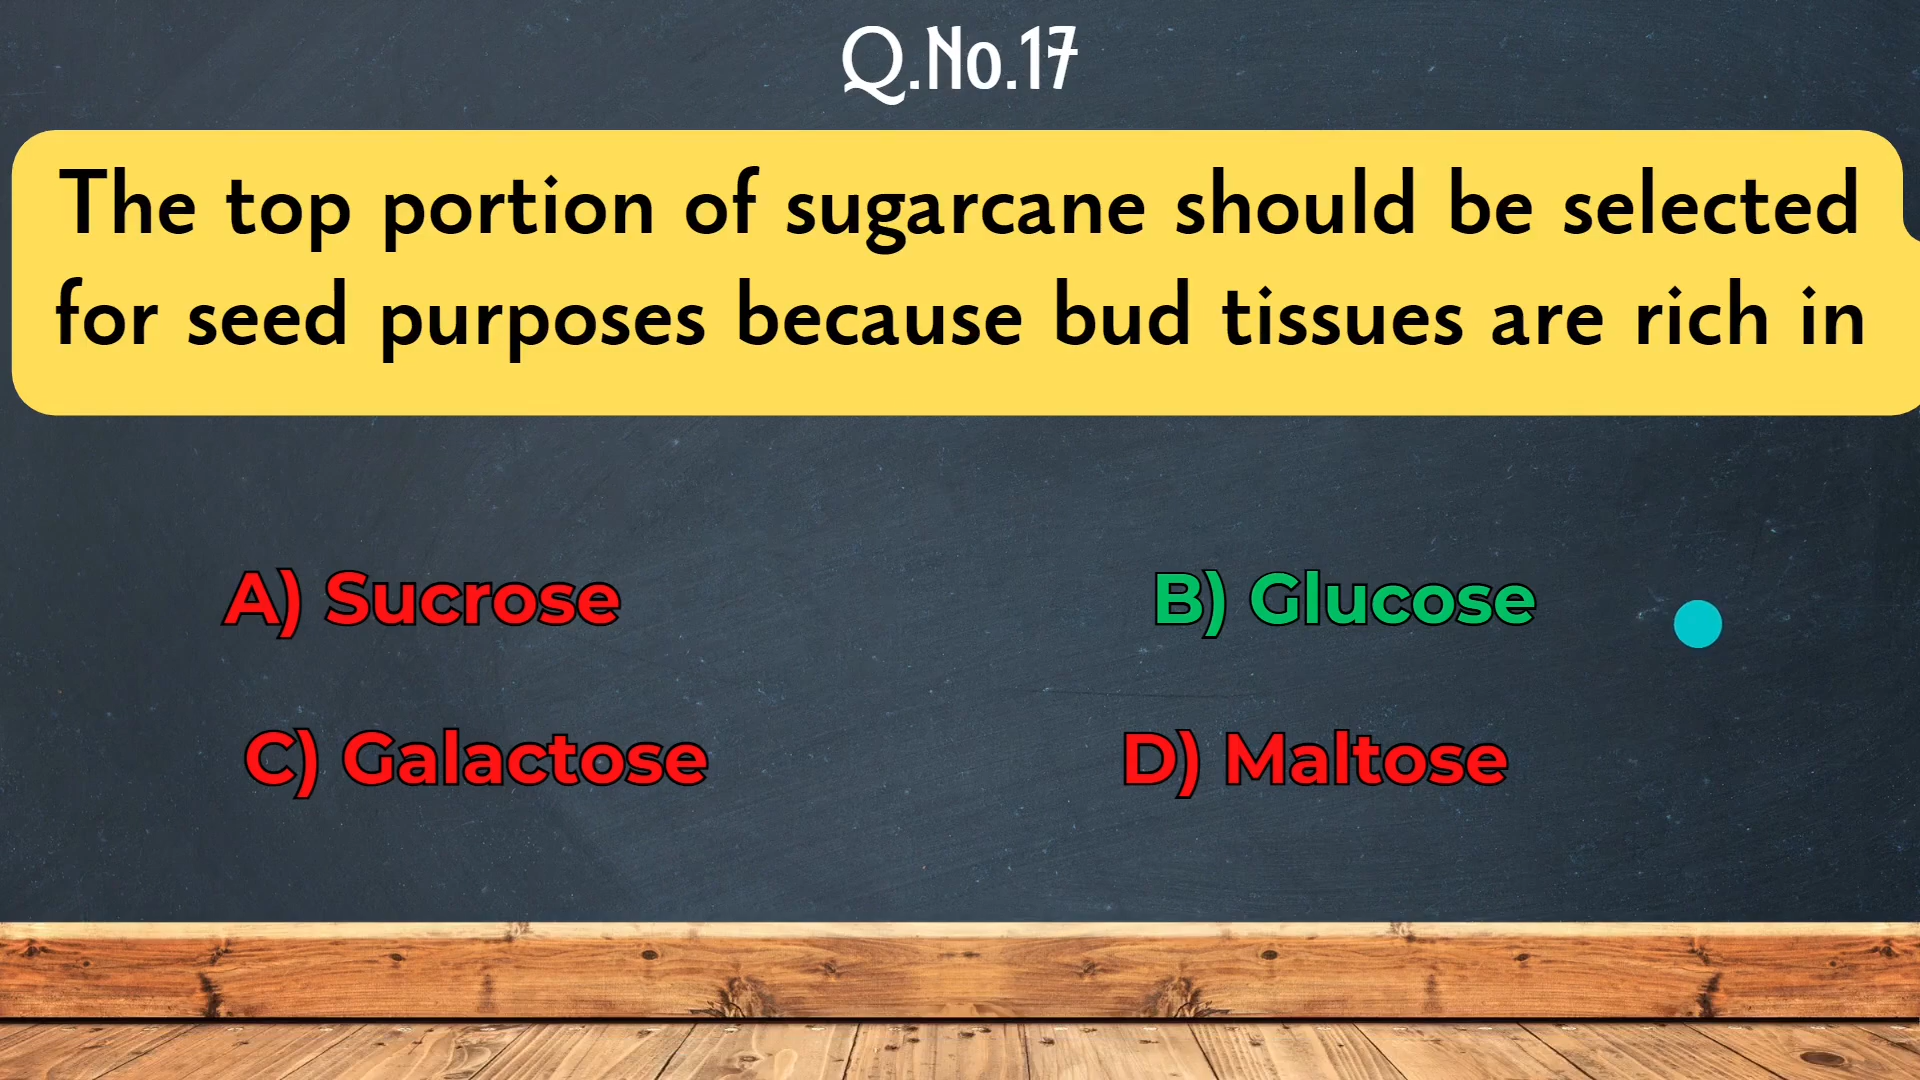 Q.No.17
The top portion of sugarcane should be selected
for seed purposes because bud tissues are rich in
A) Sucrose
B) Glucose
C) Galactose
D) Maltose